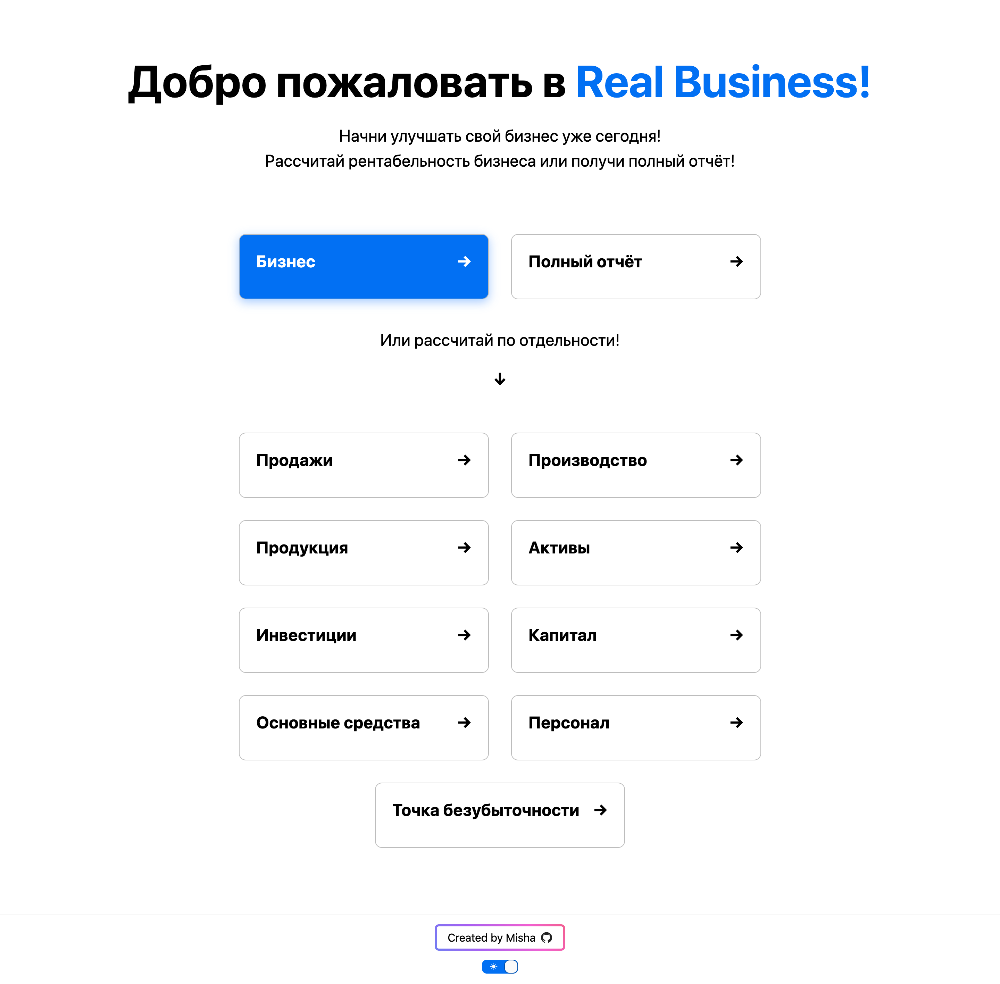 Добро пожаловать в Real Business!
Начни улучшать свой бизнес уже сегодня!
Рассчитай рентабельность бизнеса или получи полный отчёт!
Бизнес →
Полный отчёт →
Или рассчитай по отдельности!
↓
Продажи →
Производство →
Продукция →
Активы →
Инвестиции →
Капитал →
Основные средства →
Персонал →
Точка безубыточности →
Created by Misha